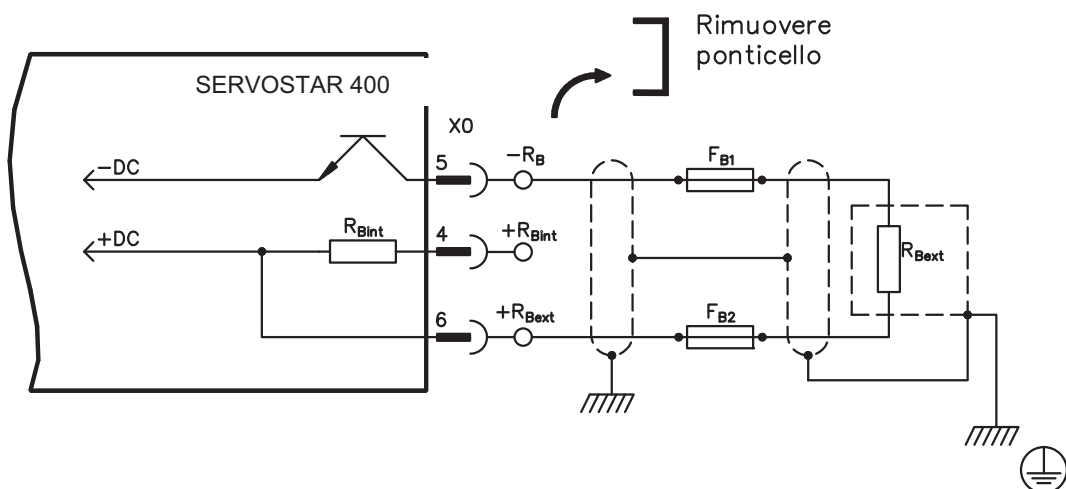 Rimuovere
ponticello
SERVOSTAR 400
X0
-DC
5
-RB
FB1
+DC
RBint
4
+RBint
RBext
6
+RBext
FB2